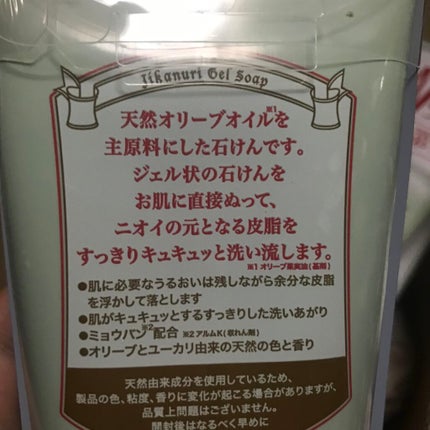 Jikanuri Gel Soap
天然オリーブオイル※1を
主原料にした石けんです。
ジェル状の石けんを
お肌に直接ぬって、
ニオイの元となる皮脂を
すっきりキュキュッと洗い流します。
※1 オリーブ果実油(基剤)
●肌に必要なうるおいは残しながら余分な皮脂
を浮かして落とします
●肌がキュキュッとするすっきりした洗いあがり
●ミョウバン※2配合 ※2 アルムK(収れん剤)
●オリーブとユーカリ由来の天然の色と香り
天然由来成分を使用しているため、
製品の色、粘度、香りに変化が起こる場合がありますが、
品質上問題はございません。
開封後はなるべく早めに